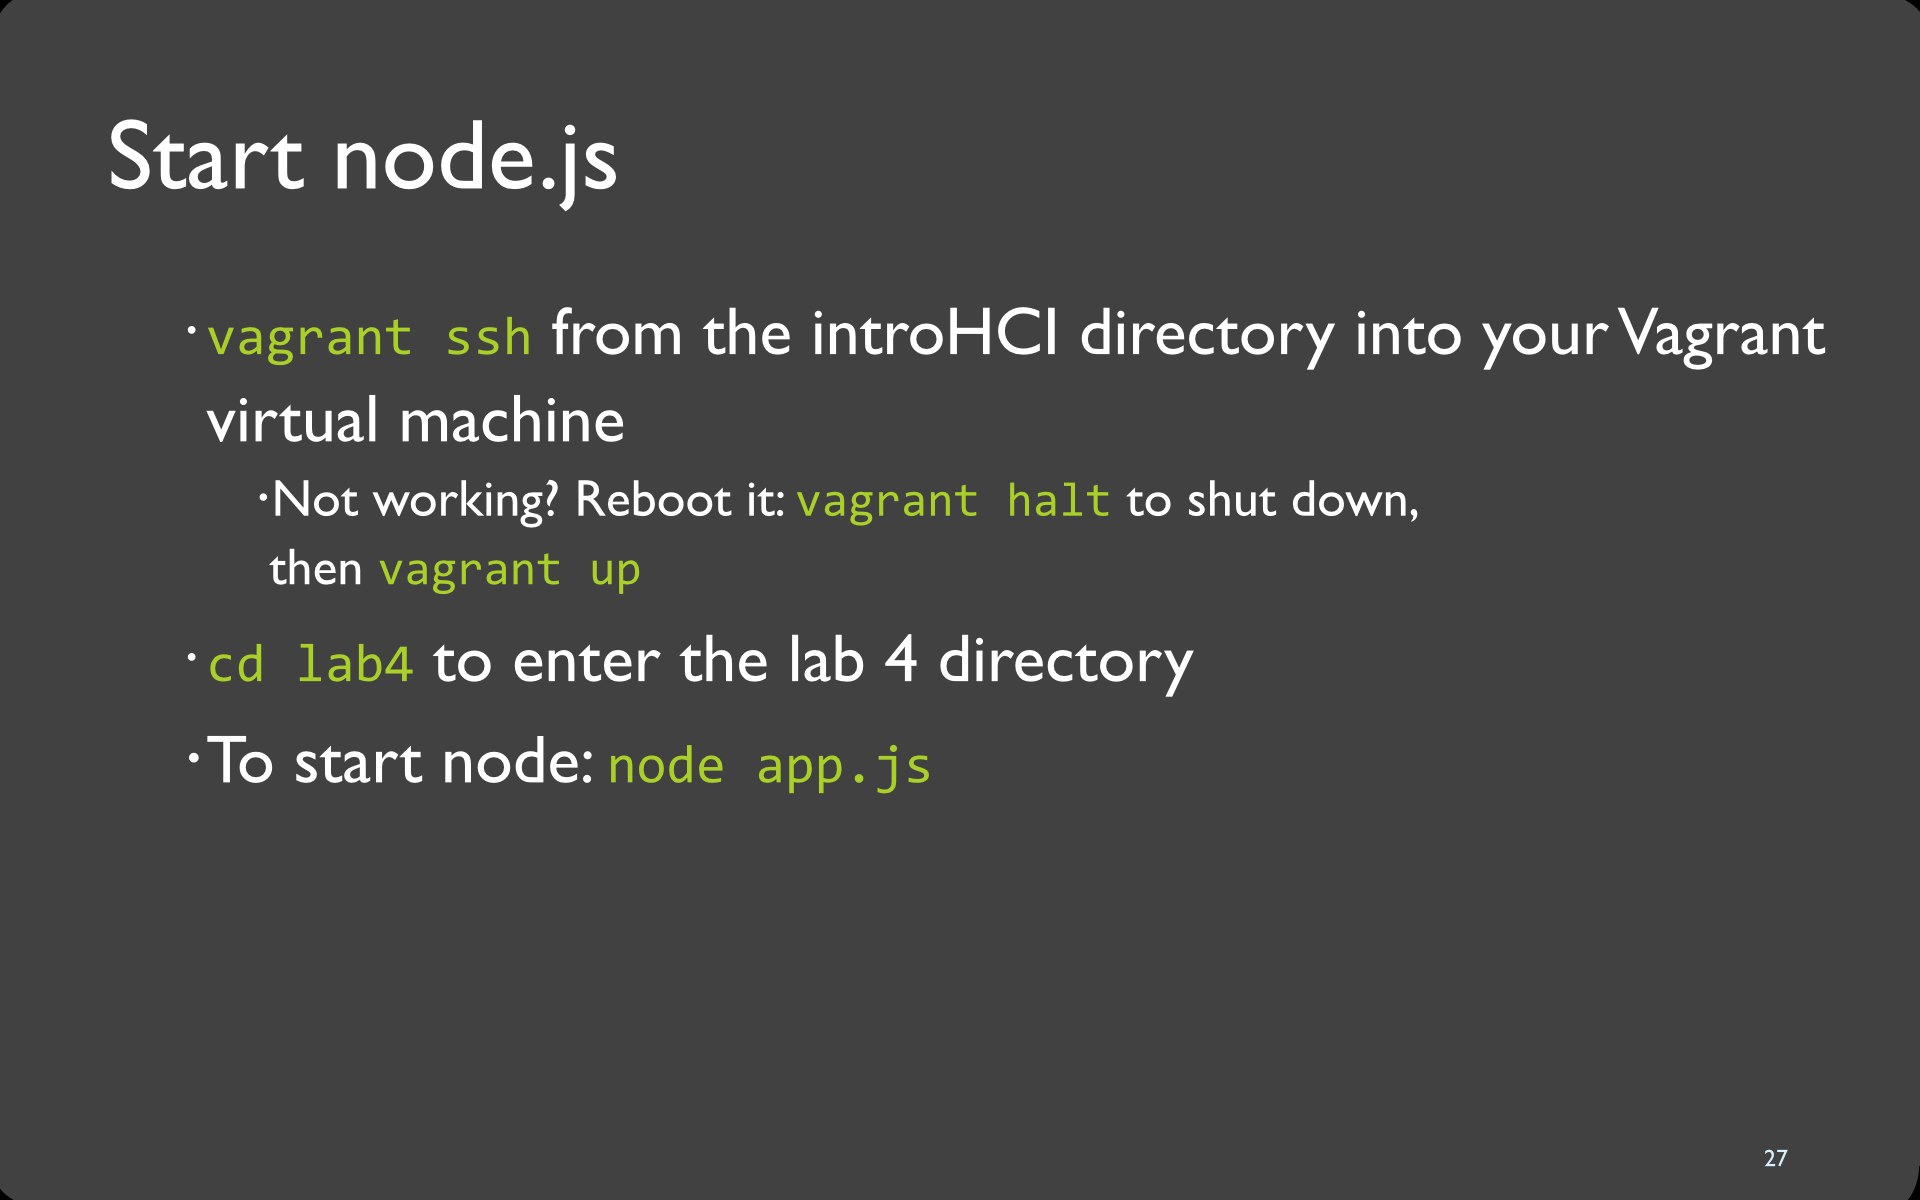 Start node.js
· vagrant ssh from the introHCI directory into your Vagrant
virtual machine
· Not working? Reboot it: vagrant halt to shut down,
then vagrant up
· cd lab4 to enter the lab 4 directory
· To start node: node app.js
27